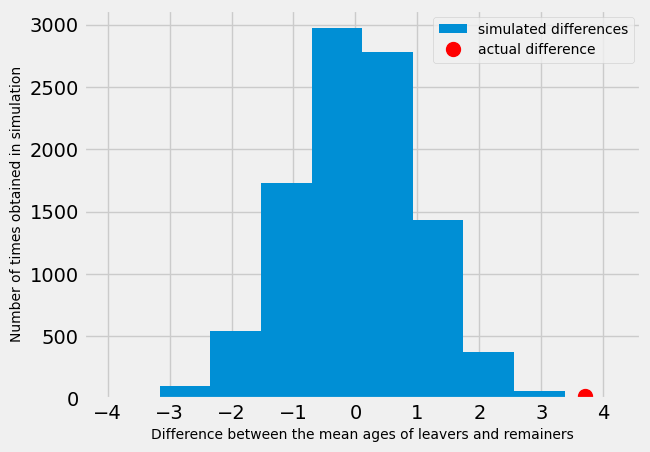 simulated differences
actual difference
Number of times obtained in simulation
3000
2500
2000
1500
1000
500
0
−4 −3 −2 −1 0 1 2 3 4
Difference between the mean ages of leavers and remainers